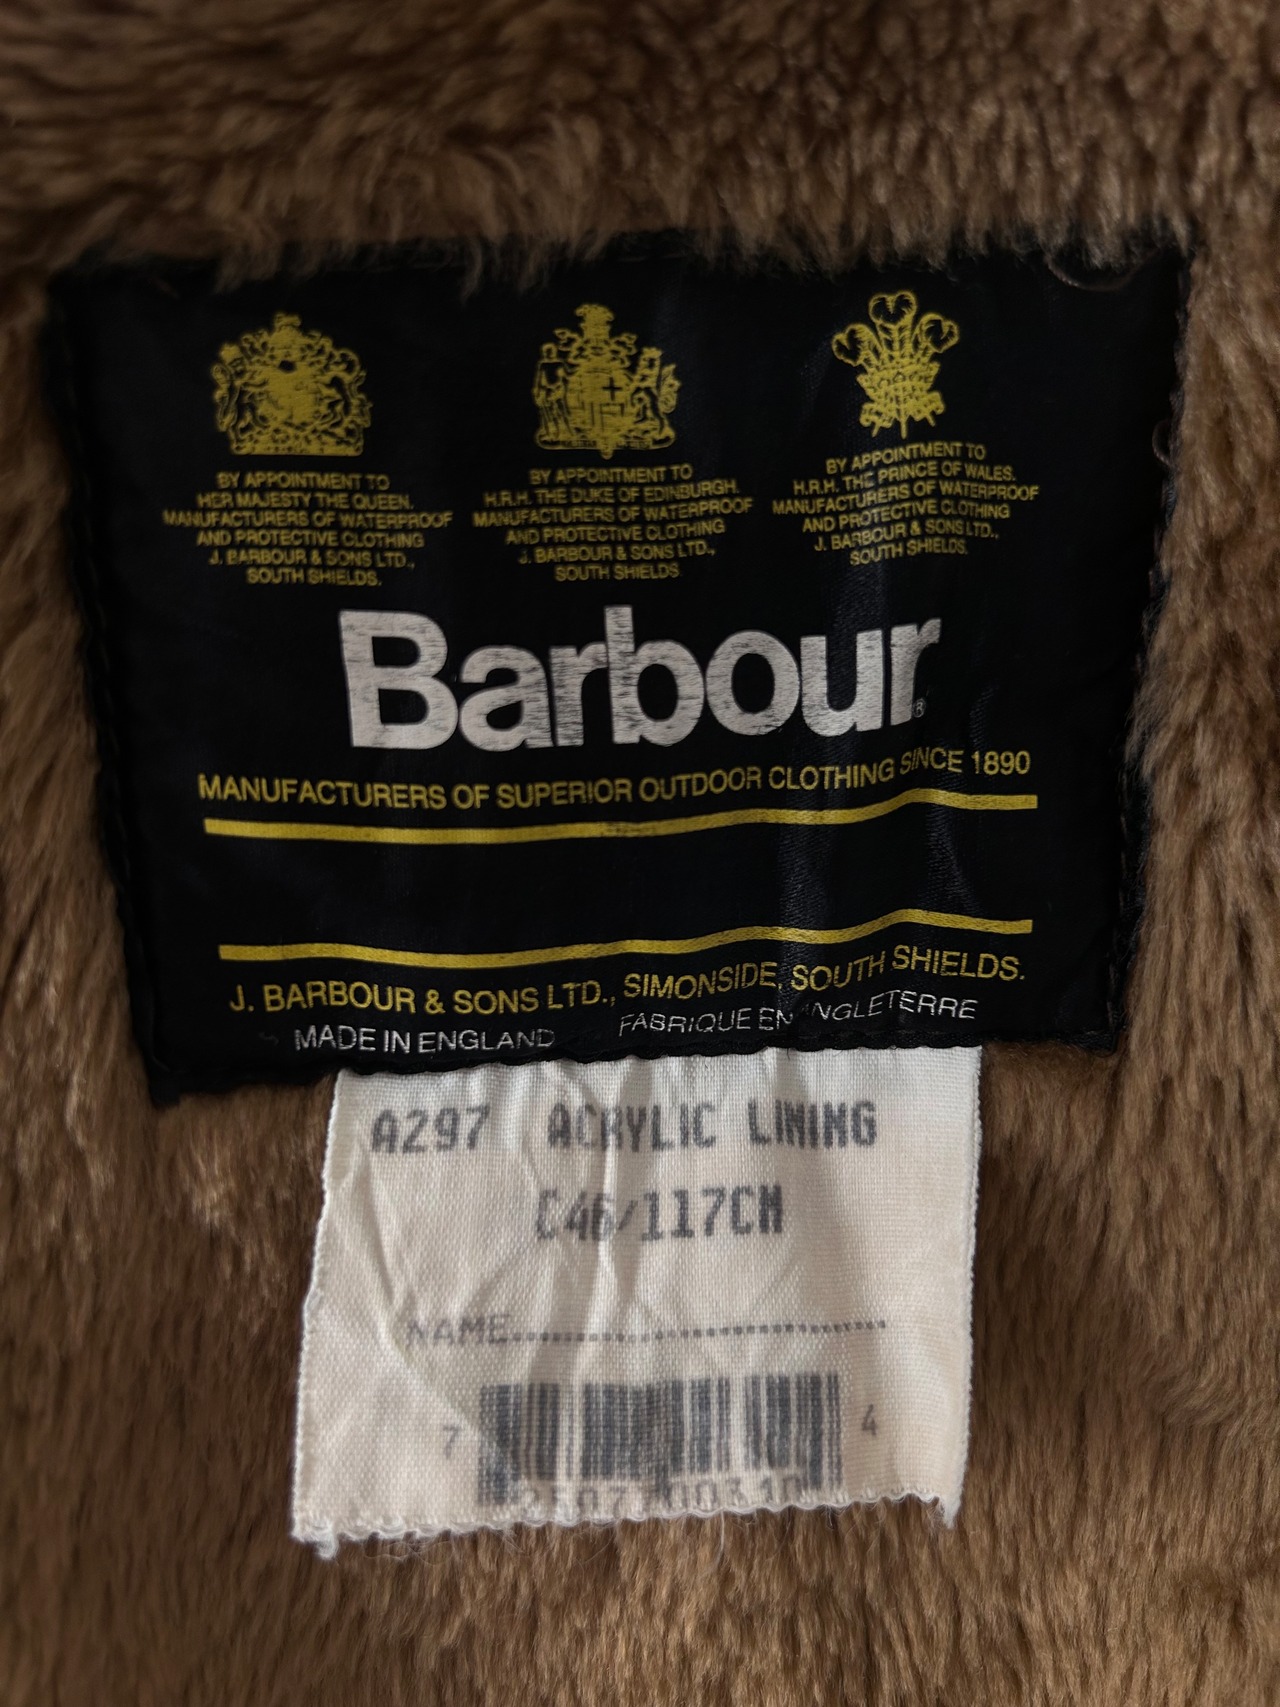 BY APPOINTMENT TO
HER MAJESTY THE QUEEN.
MANUFACTURERS OF WATERPROOF
AND PROTECTIVE CLOTHING
J. BARBOUR & SONS LTD.,
SOUTH SHIELDS.
BY APPOINTMENT TO
H.R.H. THE DUKE OF EDINBURGH.
MANUFACTURERS OF WATERPROOF
AND PROTECTIVE CLOTHING
J. BARBOUR & SONS LTD.,
SOUTH SHIELDS.
BY APPOINTMENT TO
H.R.H. THE PRINCE OF WALES.
MANUFACTURERS OF WATERPROOF
AND PROTECTIVE CLOTHING
J. BARBOUR & SONS LTD.,
SOUTH SHIELDS.
Barbour®
MANUFACTURERS OF SUPERIOR OUTDOOR CLOTHING SINCE 1890
J. BARBOUR & SONS LTD., SIMONSIDE, SOUTH SHIELDS.
MADE IN ENGLAND FABRIQUE EN ANGLETERRE
A297 ACRYLIC LINING
C46/117CM
NAME
7 4